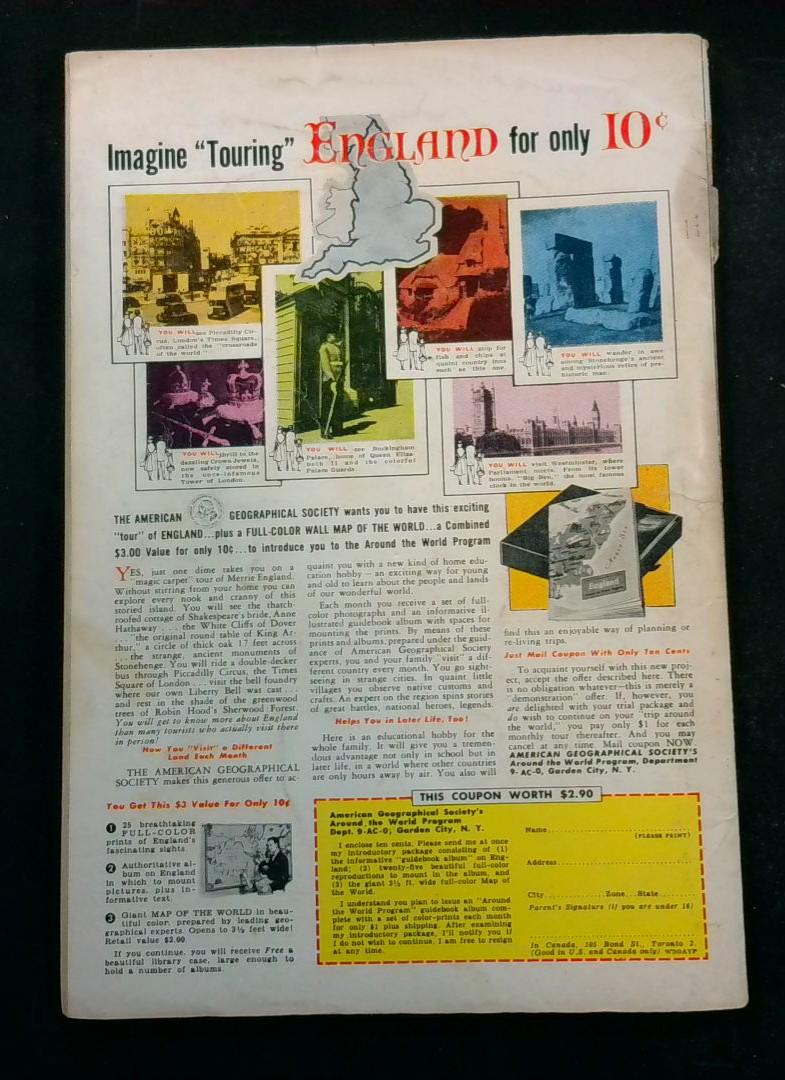 Imagine "Touring" ENGLAND for only 10¢
YOU WILL see Piccadilly Cir-
cus, London's Times Square,
often called the "crossroads
of the world."
YOU WILL stop for
fish and chips at
quaint country inns
such as this one.
YOU WILL wander in awe
among Stonehenge's ancient
and mysterious relics of pre-
historic man.
YOU WILL thrill to the
dazzling Crown Jewels,
now safely stored in
the once-infamous
Tower of London.
YOU WILL see Buckingham
Palace, home of Queen Eliza-
beth II and the colorful
Palace Guards.
YOU WILL visit Westminster, where
Parliament meets. From its tower
booms "Big Ben," the most famous
clock in the world.
THE AMERICAN GEOGRAPHICAL SOCIETY wants you to have this exciting
"tour" of ENGLAND...plus a FULL-COLOR WALL MAP OF THE WORLD...a Combined
$3.00 Value for only 10¢...to introduce you to the Around the World Program
England
YES, just one dime takes you on a
"magic carpet" tour of Merrie England.
Without stirring from your home you can
explore every nook and cranny of this
storied island. You will see the thatch-
roofed cottage of Shakespeare's bride, Anne
Hathaway . . . the White Cliffs of Dover
. . . "the original round table of King Ar-
thur," a circle of thick oak 17 feet across
. . . the strange, ancient monuments of
Stonehenge. You will ride a double-decker
bus through Piccadilly Circus, the Times
Square of London . . . visit the bell foundry
where our own Liberty Bell was cast . . .
and rest in the shade of the greenwood
trees of Robin Hood's Sherwood Forest.
You will get to know more about England
than many tourists who actually visit there
in person!
How You "Visit" a Different
Land Each Month
THE AMERICAN GEOGRAPHICAL
SOCIETY makes this generous offer to ac-
quaint you with a new kind of home edu-
cation hobby — an exciting way for young
and old to learn about the people and lands
of our wonderful world.
Each month you receive a set of full-
color photographs and an informative il-
lustrated guidebook album with spaces for
mounting the prints. By means of these
prints and albums, prepared under the guid-
ance of American Geographical Society
experts, you and your family "visit" a dif-
ferent country every month. You go sight-
seeing in strange cities. In quaint little
villages you observe native customs and
crafts. An expert on the region spins stories
of great battles, national heroes, legends.
Helps You in Later Life, Too!
Here is an educational hobby for the
whole family. It will give you a tremen-
dous advantage not only in school but in
later life, in a world where other countries
are only hours away by air. You also will
find this an enjoyable way of planning or
re-living trips.
Just Mail Coupon With Only Ten Cents
To acquaint yourself with this new proj-
ect, accept the offer described here. There
is no obligation whatever—this is merely a
"demonstration" offer. If, however, you
are delighted with your trial package and
do wish to continue on your "trip around
the world," you pay only $1 for each
monthly tour thereafter. And you may
cancel at any time. Mail coupon NOW.
AMERICAN GEOGRAPHICAL SOCIETY'S
Around the World Program, Department
9-AC-0, Garden City, N. Y.
You Get This $3 Value For Only 10¢
1 25 breathtaking
FULL-COLOR
prints of England's
fascinating sights.
2 Authoritative al-
bum on England
in which to mount
pictures, plus in-
formative text.
3 Giant MAP OF THE WORLD in beau-
tiful color, prepared by leading geo-
graphical experts. Opens to 3½ feet wide!
Retail value $2.00
If you continue, you will receive Free a
beautiful library case, large enough to
hold a number of albums.
THIS COUPON WORTH $2.90
American Geographical Society's
Around the World Program
Dept. 9-AC-0, Garden City, N. Y.
I enclose ten cents. Please send me at once
my introductory package consisting of (1)
the informative "guidebook album" on Eng-
land; (2) twenty-five beautiful full-color
reproductions to mount in the album, and
(3) the giant 3½ ft. wide full-color Map of
the World.
I understand you plan to issue an "Around
the World Program" guidebook album com-
plete with a set of color-prints each month
for only $1 plus shipping. After examining
my introductory package, I'll notify you if
I do not wish to continue. I am free to resign
at any time.
Name
(PLEASE PRINT)
Address
City Zone State
Parent's Signature (if you are under 16)
In Canada, 105 Bond St., Toronto 2.
(Good in U.S. and Canada only)